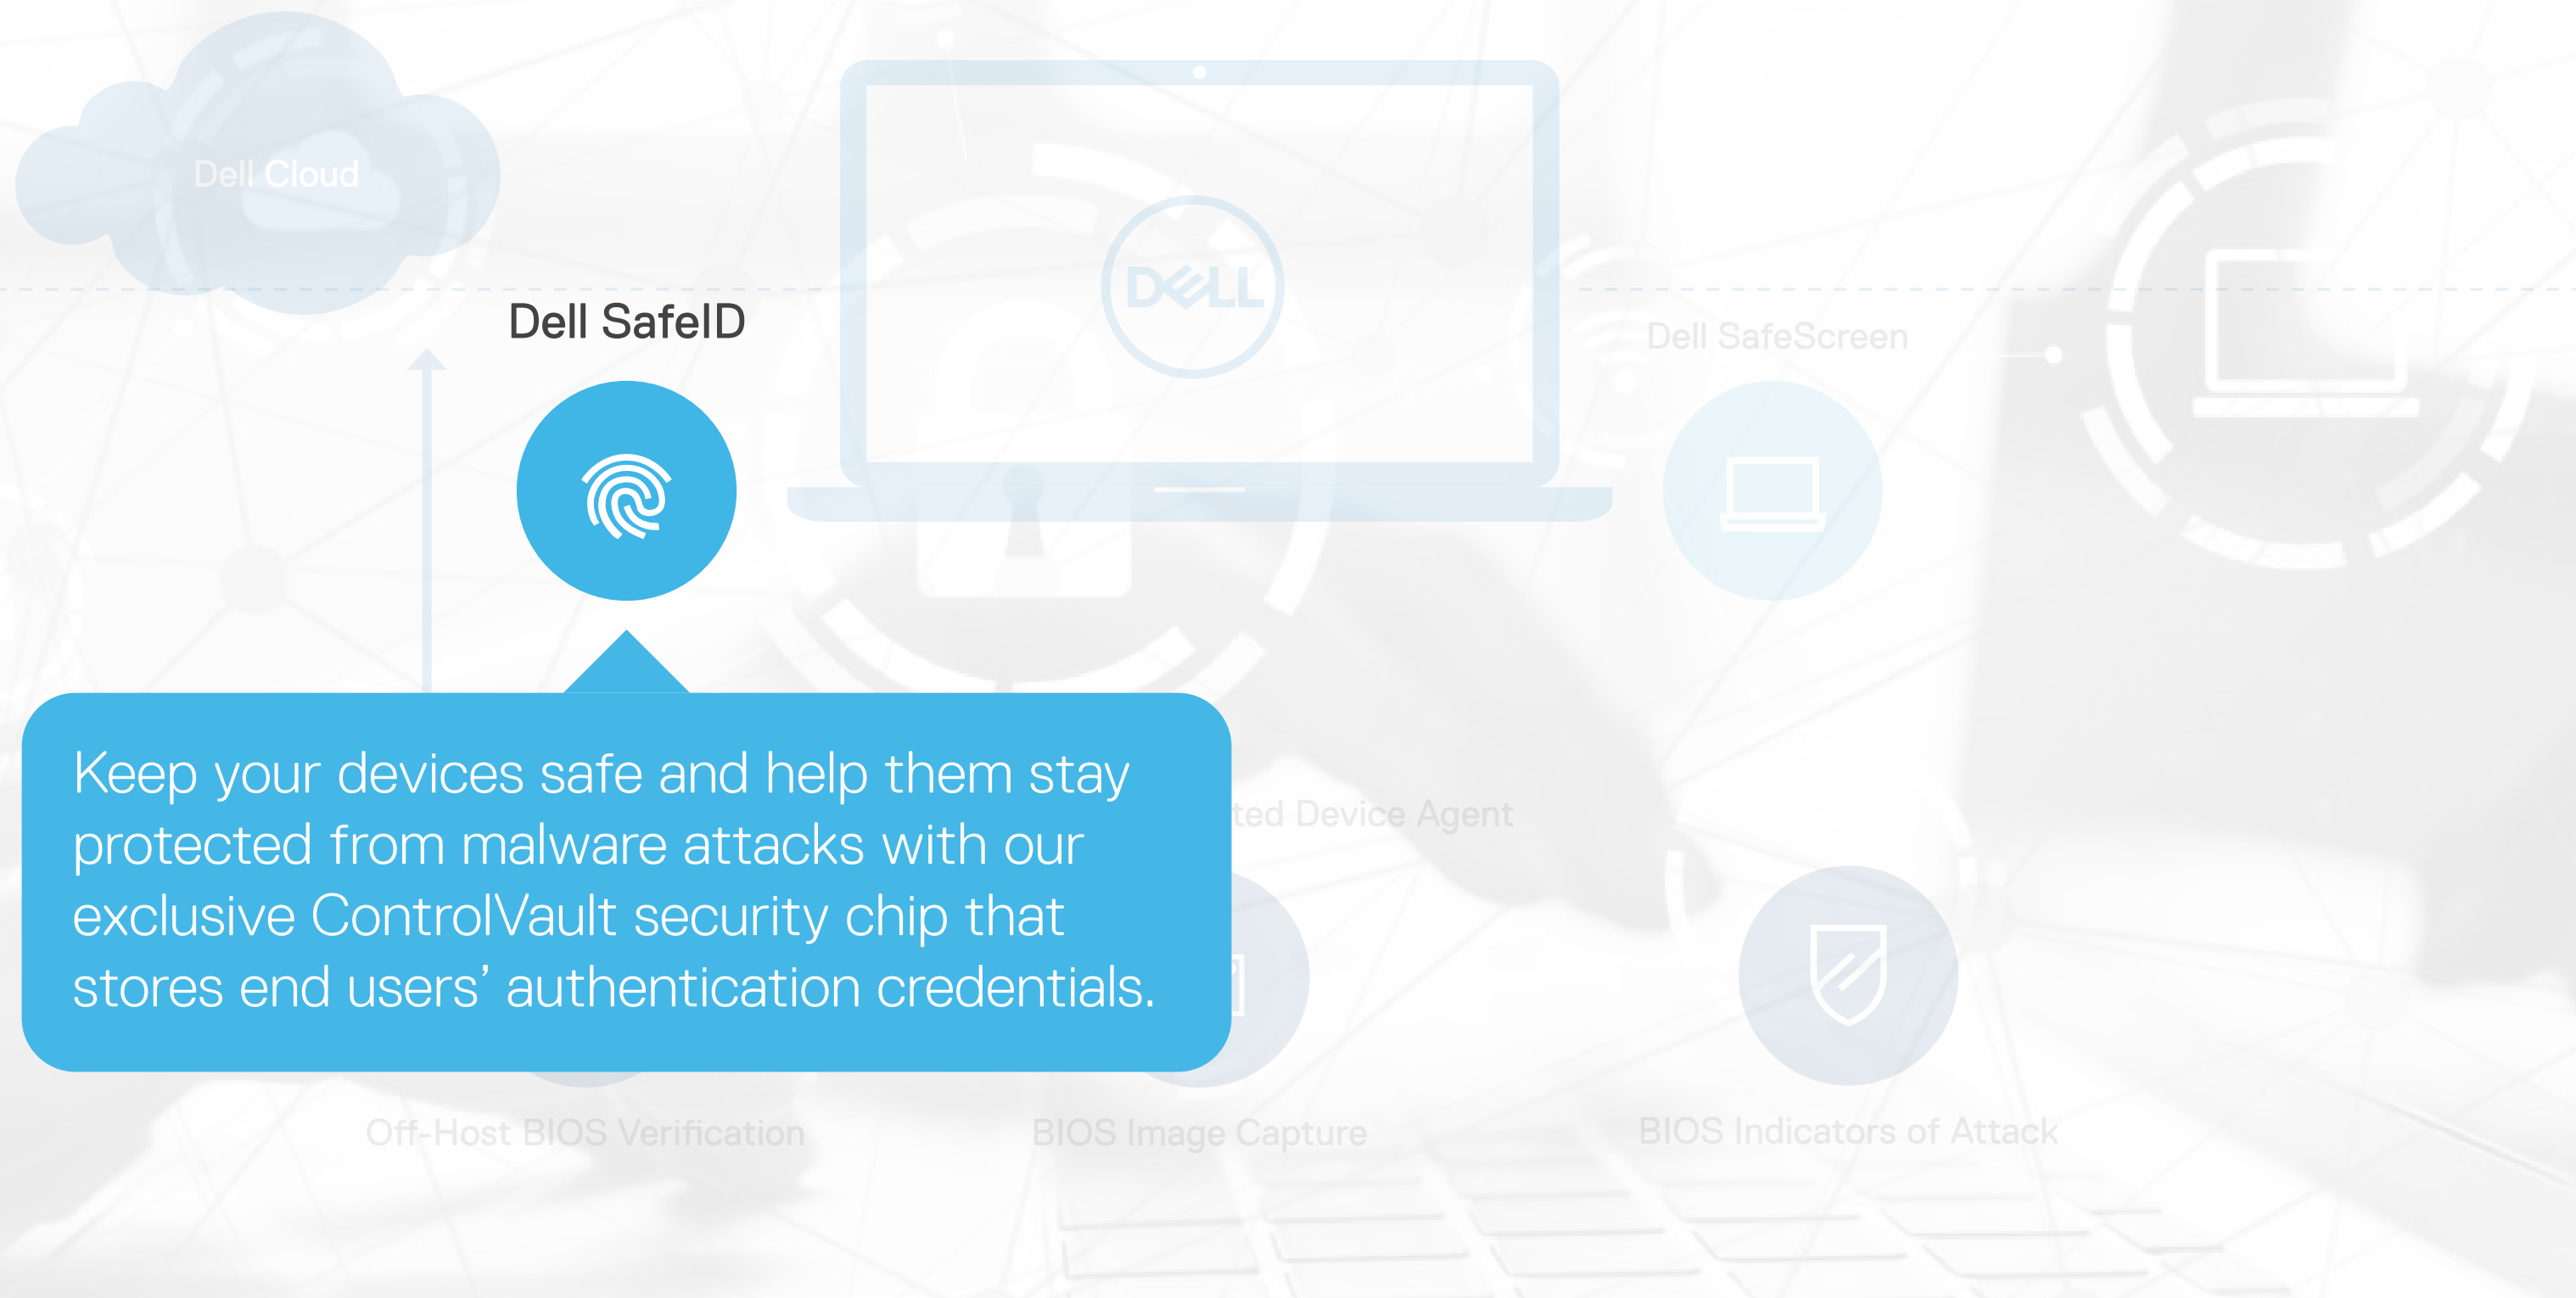 Dell Cloud
DELL
Dell SafeID
Dell SafeScreen
Keep your devices safe and help them stay
protected from malware attacks with our
exclusive ControlVault security chip that
stores end users’ authentication credentials.
Device Agent
Off-Host BIOS Verification
BIOS Image Capture
BIOS Indicators of Attack